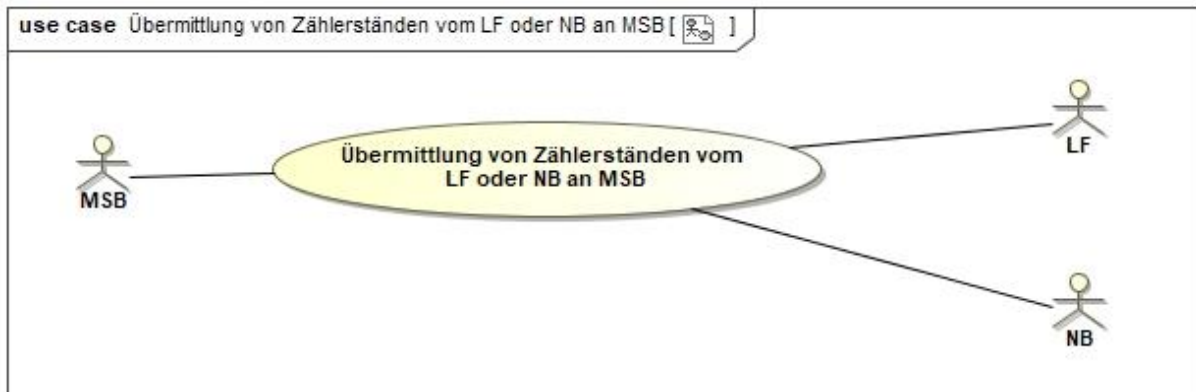 use case Übermittlung von Zählerständen vom LF oder NB an MSB [ ]
LF
Übermittlung von Zählerständen vom
LF oder NB an MSB
MSB
NB